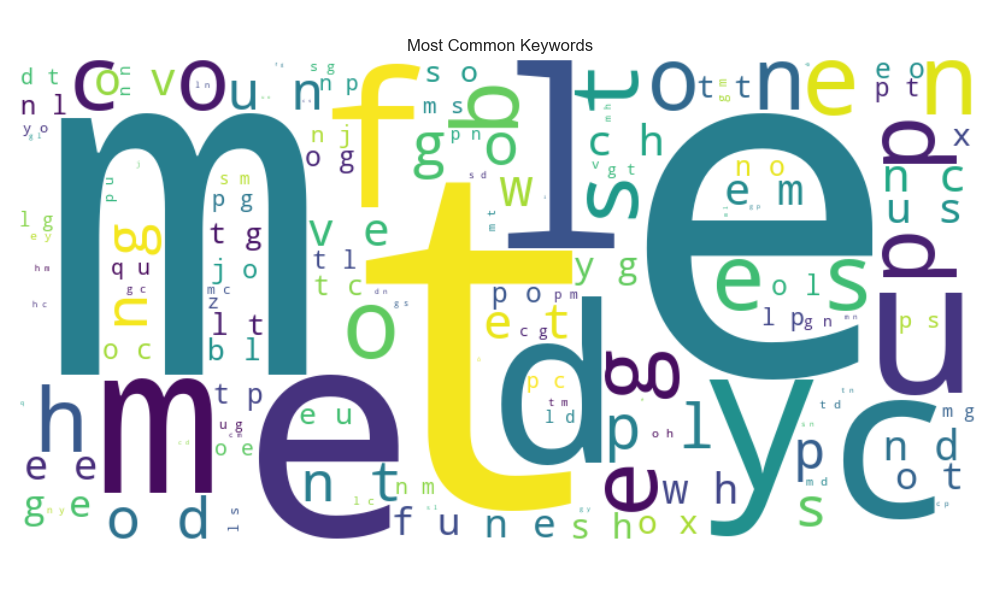 Most Common Keywords
d t
c o
n n
v
o
u n
n p
s g
f
s o
l
t
o
t t
n
e
e o
p t
n
n l
m s
b
y o
n j
o g
g
p n
o
c h
s
p
x
m
s m
p g
w
v g t
e
n o
e m
n c
u s
l g
e y
g
t g
v e
t
t l
y g
e
o l
s
p
h m
q u
j o
t c
p o
p m
h c
n
g c
m c
z
l t
o
e t
c g t
d
l p
g n
u
p s
o c
b l
h
m
t p
e
e u
p c
t m
l d
g
p
o h
l
y
t d
c
m g
n d
e e
u g
o e
n t
n m
e
w h
p
m d
o t
g e
n y
o d
l s
l c
f u
n e
s h
o x
s
c p